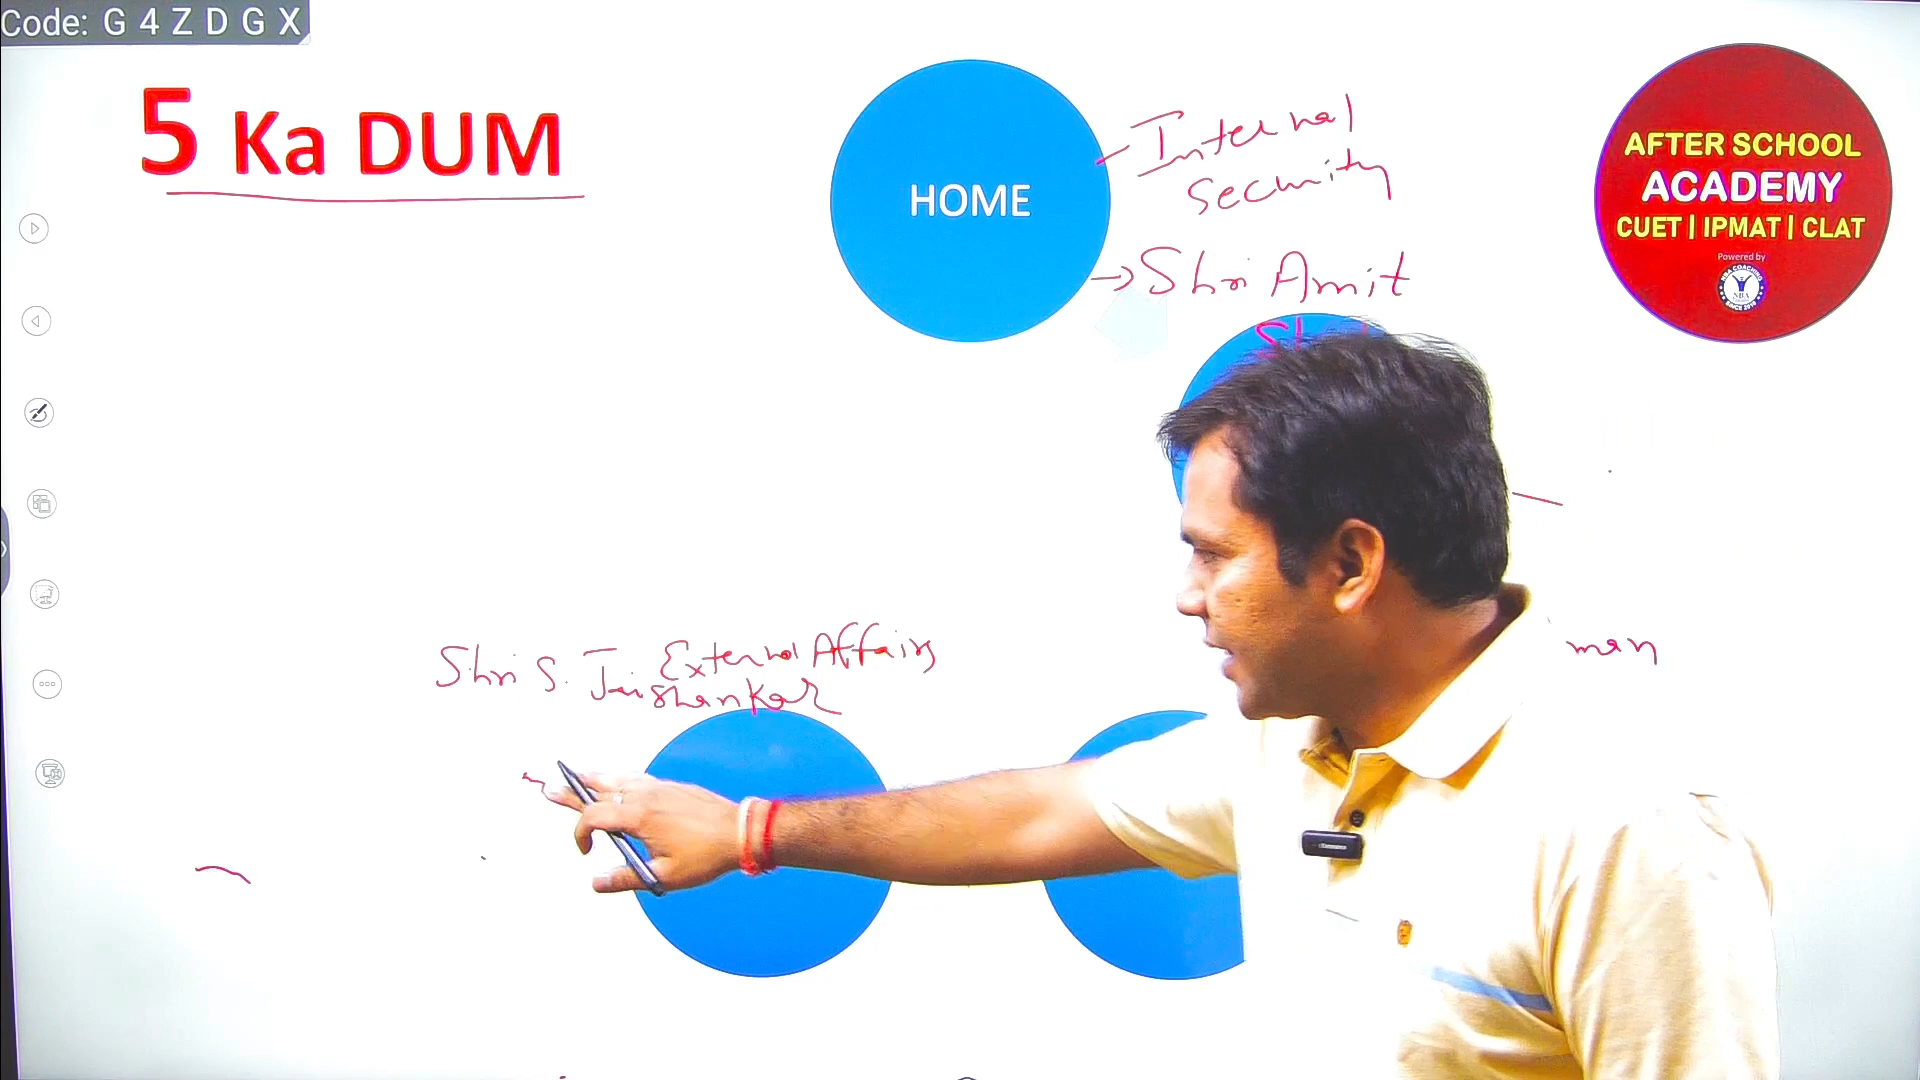 Code: G 4 Z D G X
5 Ka DUM
HOME
Internal
Security
→ Shri Amit
AFTER SCHOOL
ACADEMY
CUET | IPMAT | CLAT
Powered by
NBA
External Affairs
Shri S. Jaishankar
man